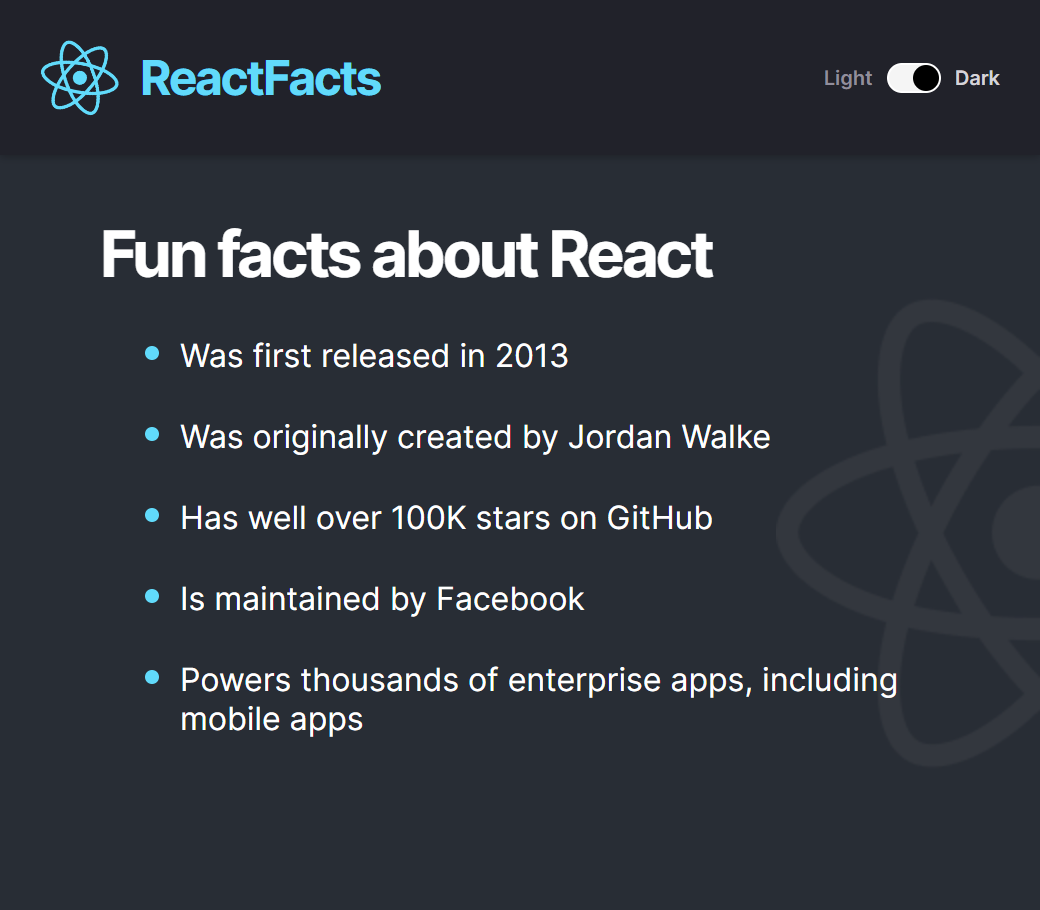 ReactFacts
Light Dark
Fun facts about React
Was first released in 2013
Was originally created by Jordan Walke
Has well over 100K stars on GitHub
Is maintained by Facebook
Powers thousands of enterprise apps, including
mobile apps